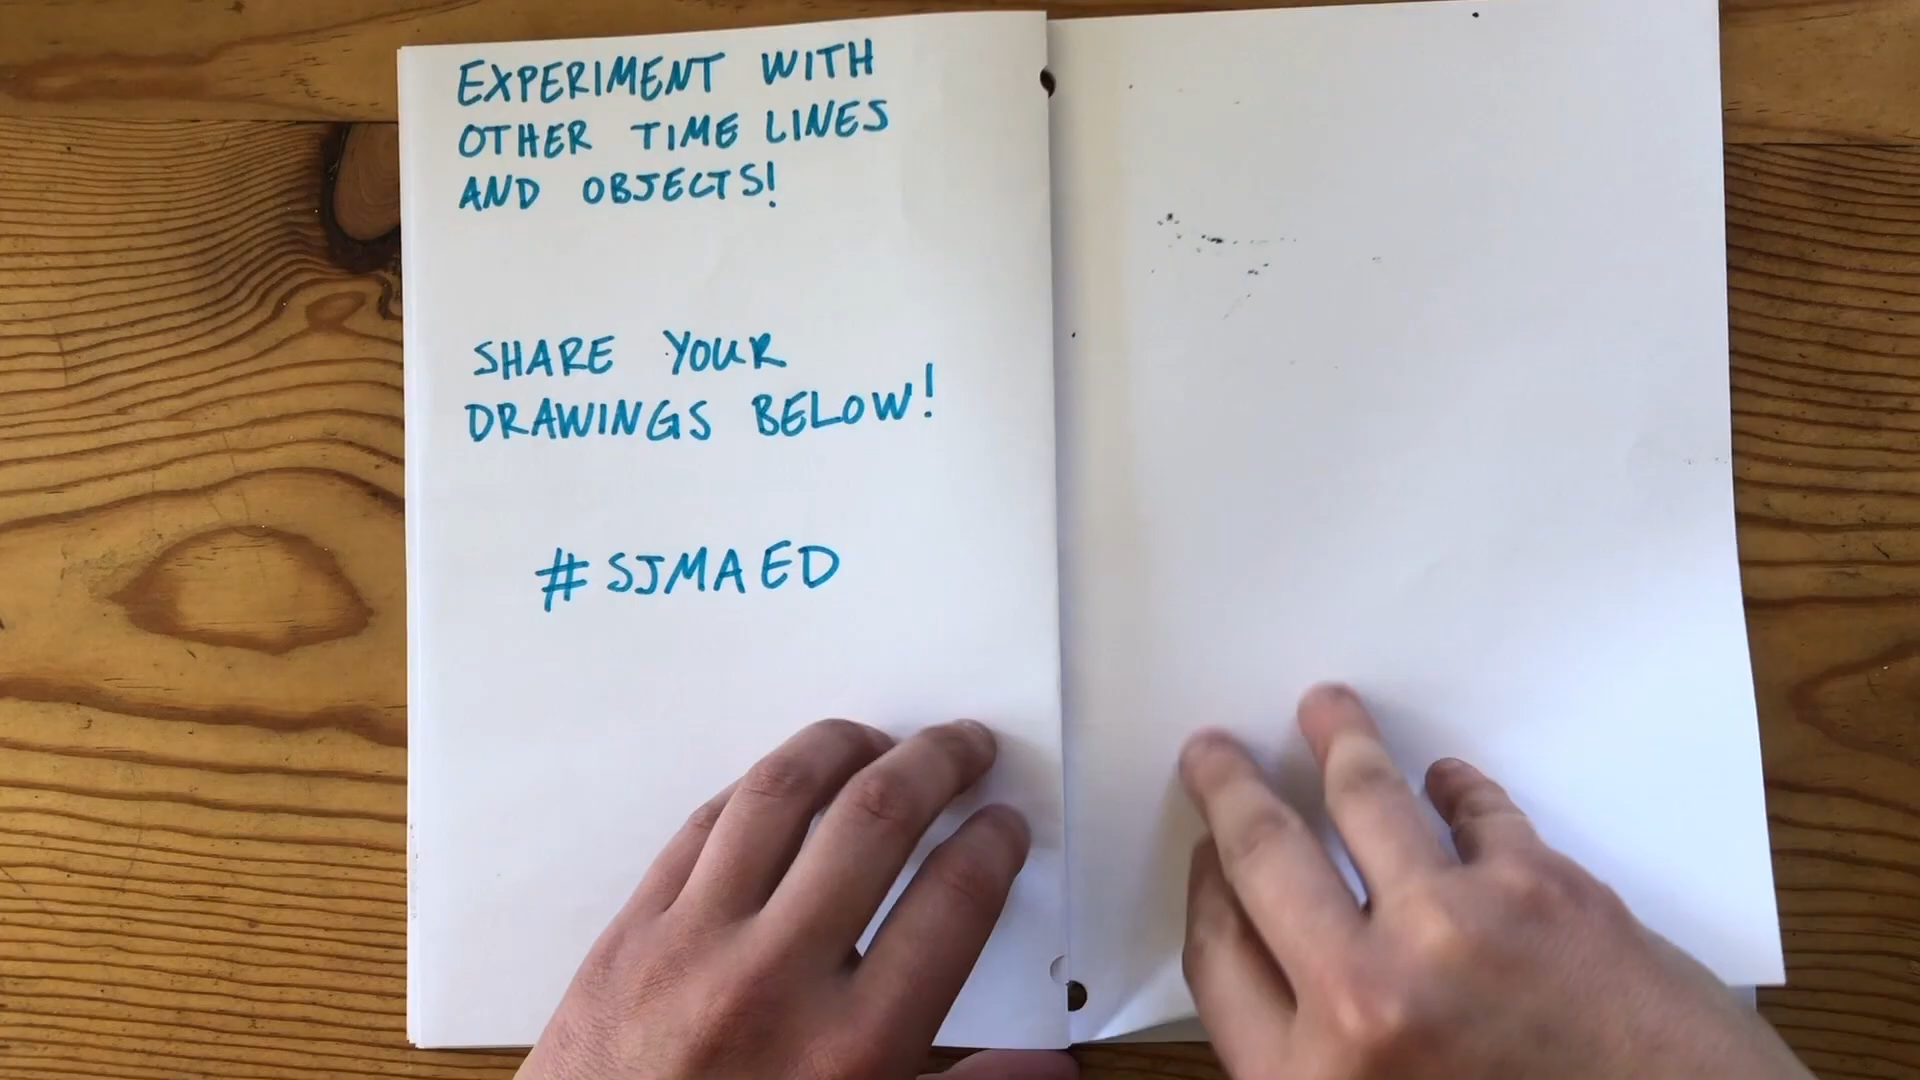 EXPERIMENT WITH
OTHER TIME LINES
AND OBJECTS!
SHARE YOUR
DRAWINGS BELOW!
#SJMAED